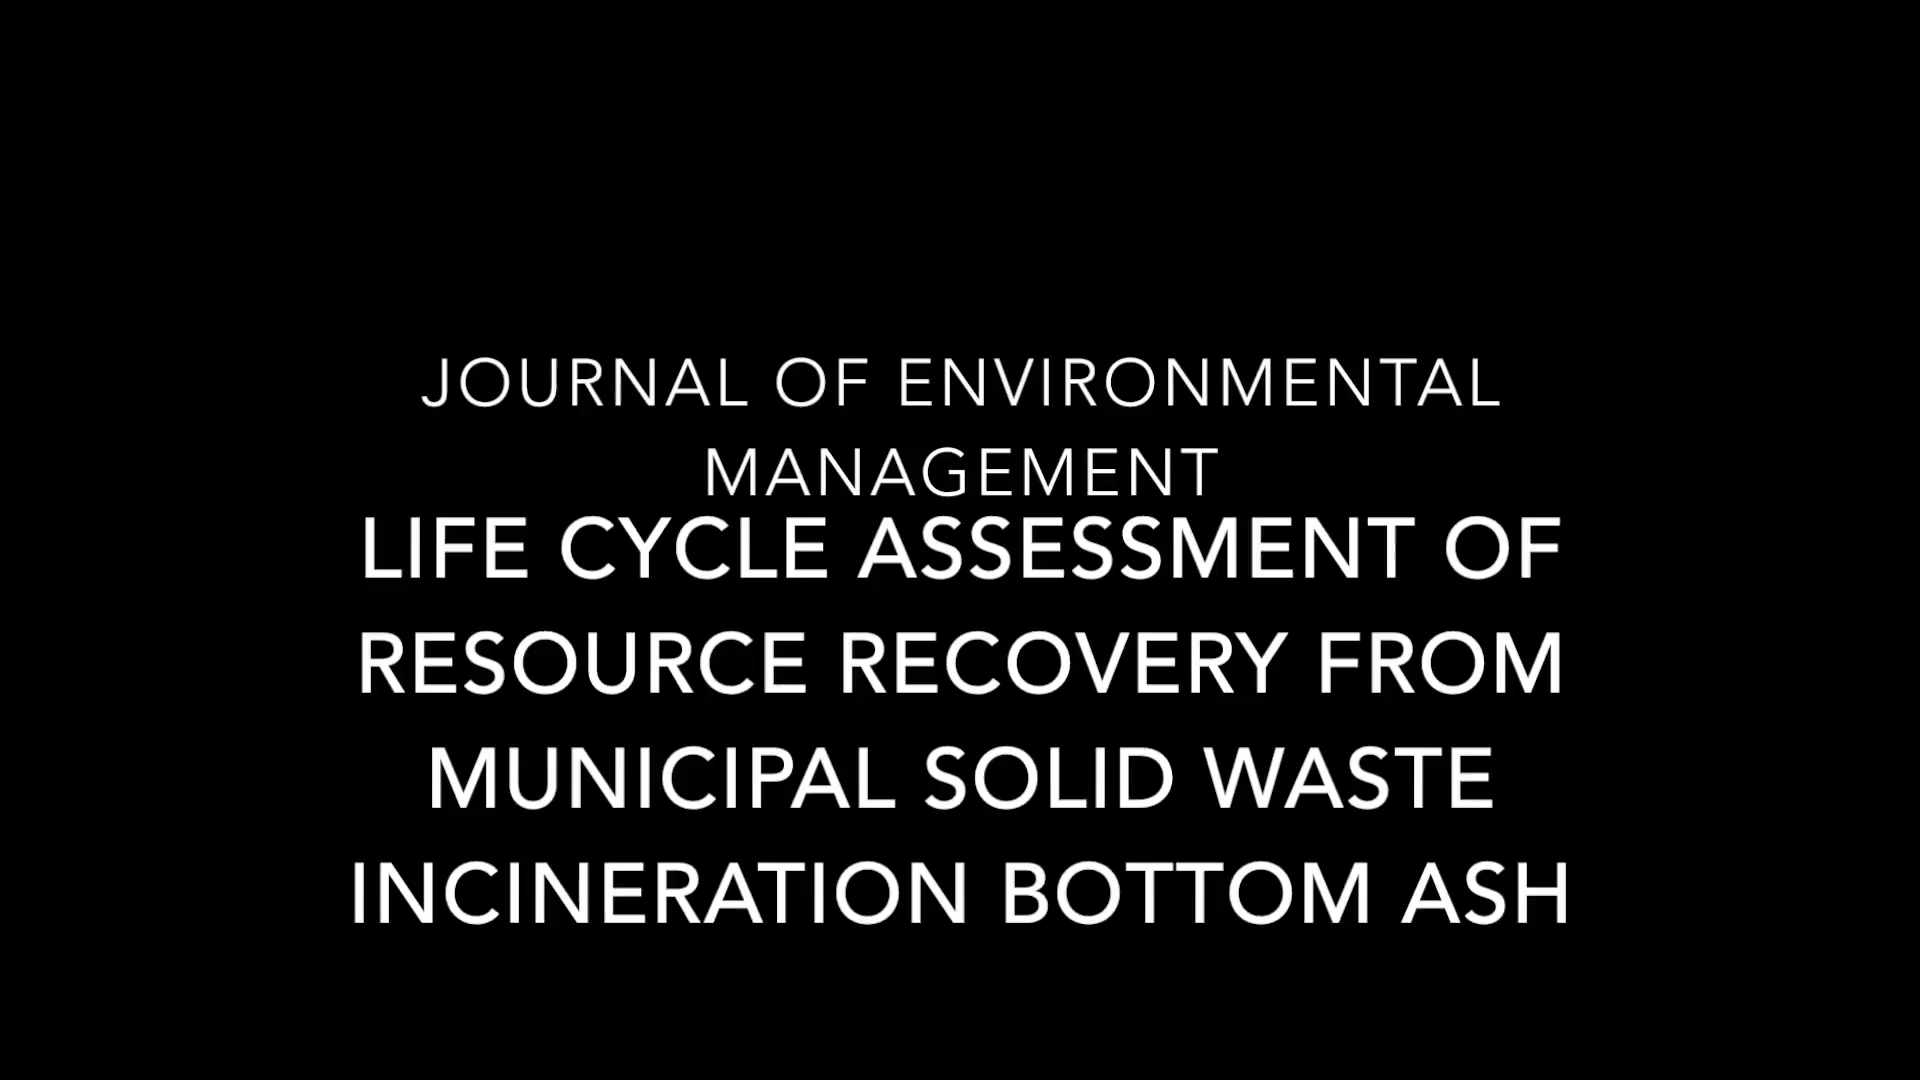 JOURNAL OF ENVIRONMENTAL
MANAGEMENT
LIFE CYCLE ASSESSMENT OF
RESOURCE RECOVERY FROM
MUNICIPAL SOLID WASTE
INCINERATION BOTTOM ASH